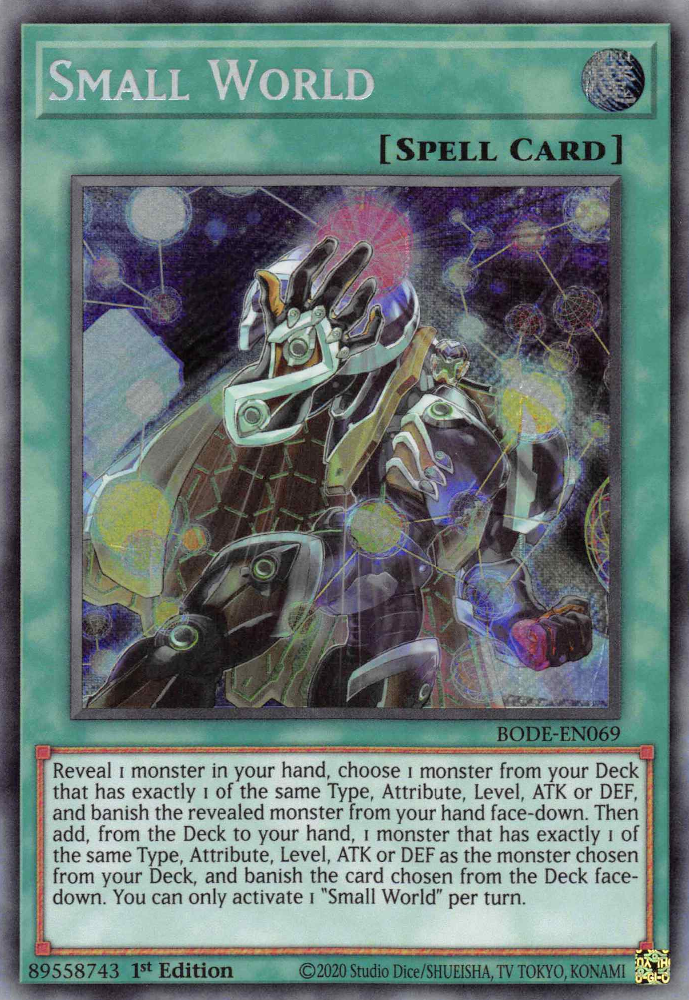 SMALL WORLD
[SPELL CARD]
BODE-EN069
Reveal 1 monster in your hand, choose 1 monster from your Deck
that has exactly 1 of the same Type, Attribute, Level, ATK or DEF,
and banish the revealed monster from your hand face-down. Then
add, from the Deck to your hand, 1 monster that has exactly 1 of
the same Type, Attribute, Level, ATK or DEF as the monster chosen
from your Deck, and banish the card chosen from the Deck face-
down. You can only activate 1 "Small World" per turn.
89558743 1st Edition ©2020 Studio Dice/SHUEISHA, TV TOKYO, KONAMI